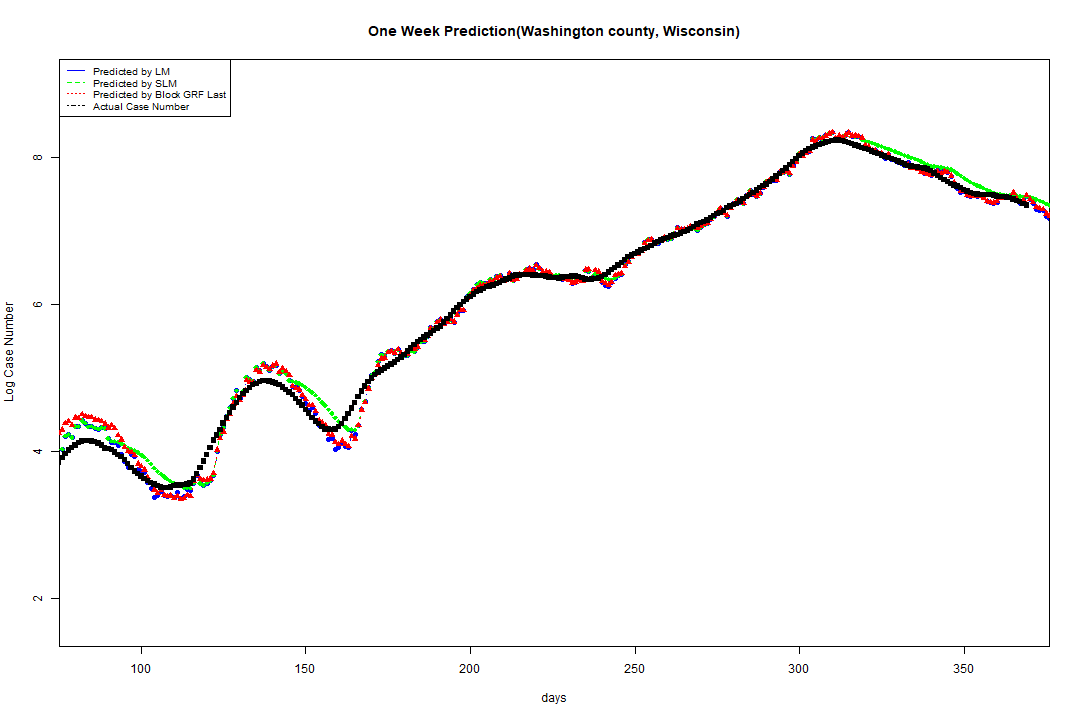 One Week Prediction(Washington county, Wisconsin)
Predicted by LM
Predicted by SLM
Predicted by Block GRF Last
Actual Case Number
Log Case Number
8
6
4
2
100 150 200 250 300 350
days